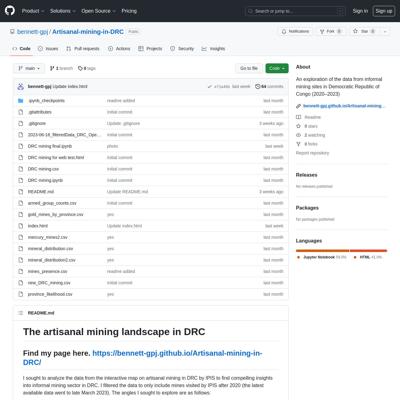 Product
Solutions
Open Source
Pricing
Search or jump to...
Sign in
Sign up
bennett-gpj / Artisanal-mining-in-DRC Public
Notifications
Fork 0
Star 0
Code
Issues
Pull requests
Actions
Projects
Security
Insights
main
1 branch
0 tags
Go to file
Code
bennett-gpj Update index.html
last week
64 commits
.ipynb_checkpoints readme added last month
.gitattributes Initial commit last month
.gitignore Update .gitignore 3 weeks ago
Initial commit last month
DRC mining final.ipynb photo last week
DRC mining for web test.html yes last month
DRC mining.csv yes last month
DRC mining.ipynb initial commit last month
README.md Update README.md 3 weeks ago
armed_group_counts.csv initial commit last month
gold_mines_by_province.csv yes last month
index.html Update index.html last week
mercury_mines2.csv yes last month
mineral_distribution.csv yes last month
mineral_distribution2.csv yes last month
mines_presence.csv readme added last month
new_DRC_mining.csv initial commit last month
province_likelihood.csv yes last month
README.md
The artisanal mining landscape in DRC
Find my page here. https://bennett-gpj.github.io/Artisanal-mining-in-
DRC/
I sought to analyze the data from the interactive map on artisanal mining in DRC by IPIS to find compelling insights
into informal mining sector in DRC. I filtered the data to only include mines visited by IPIS after 2020 (the latest
available data went to late March 2023). The angles I sought to explore are as follows:
About
An exploration of the data from informal
mining sites in Democratic Republic of
Congo (2020–2023)
bennett-gpj.github.io/Artisanal-mining...
Readme
0 stars
2 watching
0 forks
Report repository
Releases
No releases published
Packages
No packages published
Languages
Jupyter Notebook
HTML